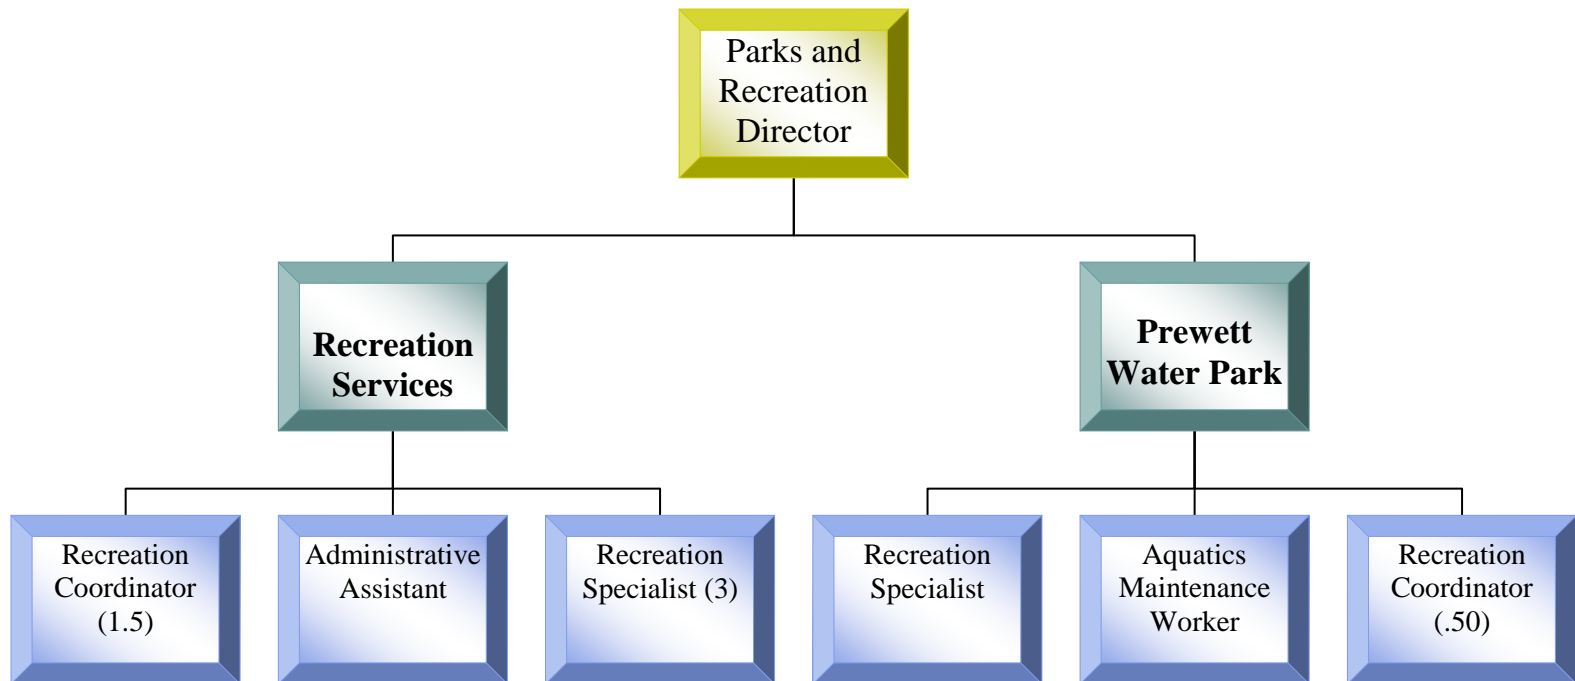 Parks and
Recreation
Director
Recreation
Services
Prewett
Water Park
Recreation
Coordinator
(1.5)
Administrative
Assistant
Recreation
Specialist (3)
Recreation
Specialist
Aquatics
Maintenance
Worker
Recreation
Coordinator
(.50)